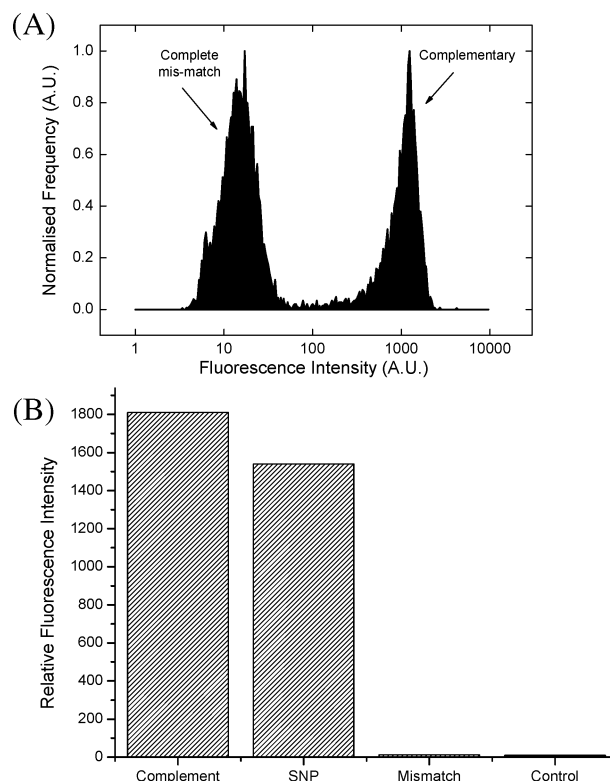 (A)
Complete
mis-match
Complementary
Normalised Frequency (A.U.)
1.0
0.8
0.6
0.4
0.2
0.0
1
10
100
1000
10000
Fluorescence Intensity (A.U.)
(B)
Relative Fluorescence Intensity
1800
1600
1400
1200
1000
800
600
400
200
0
Complement
SNP
Mismatch
Control